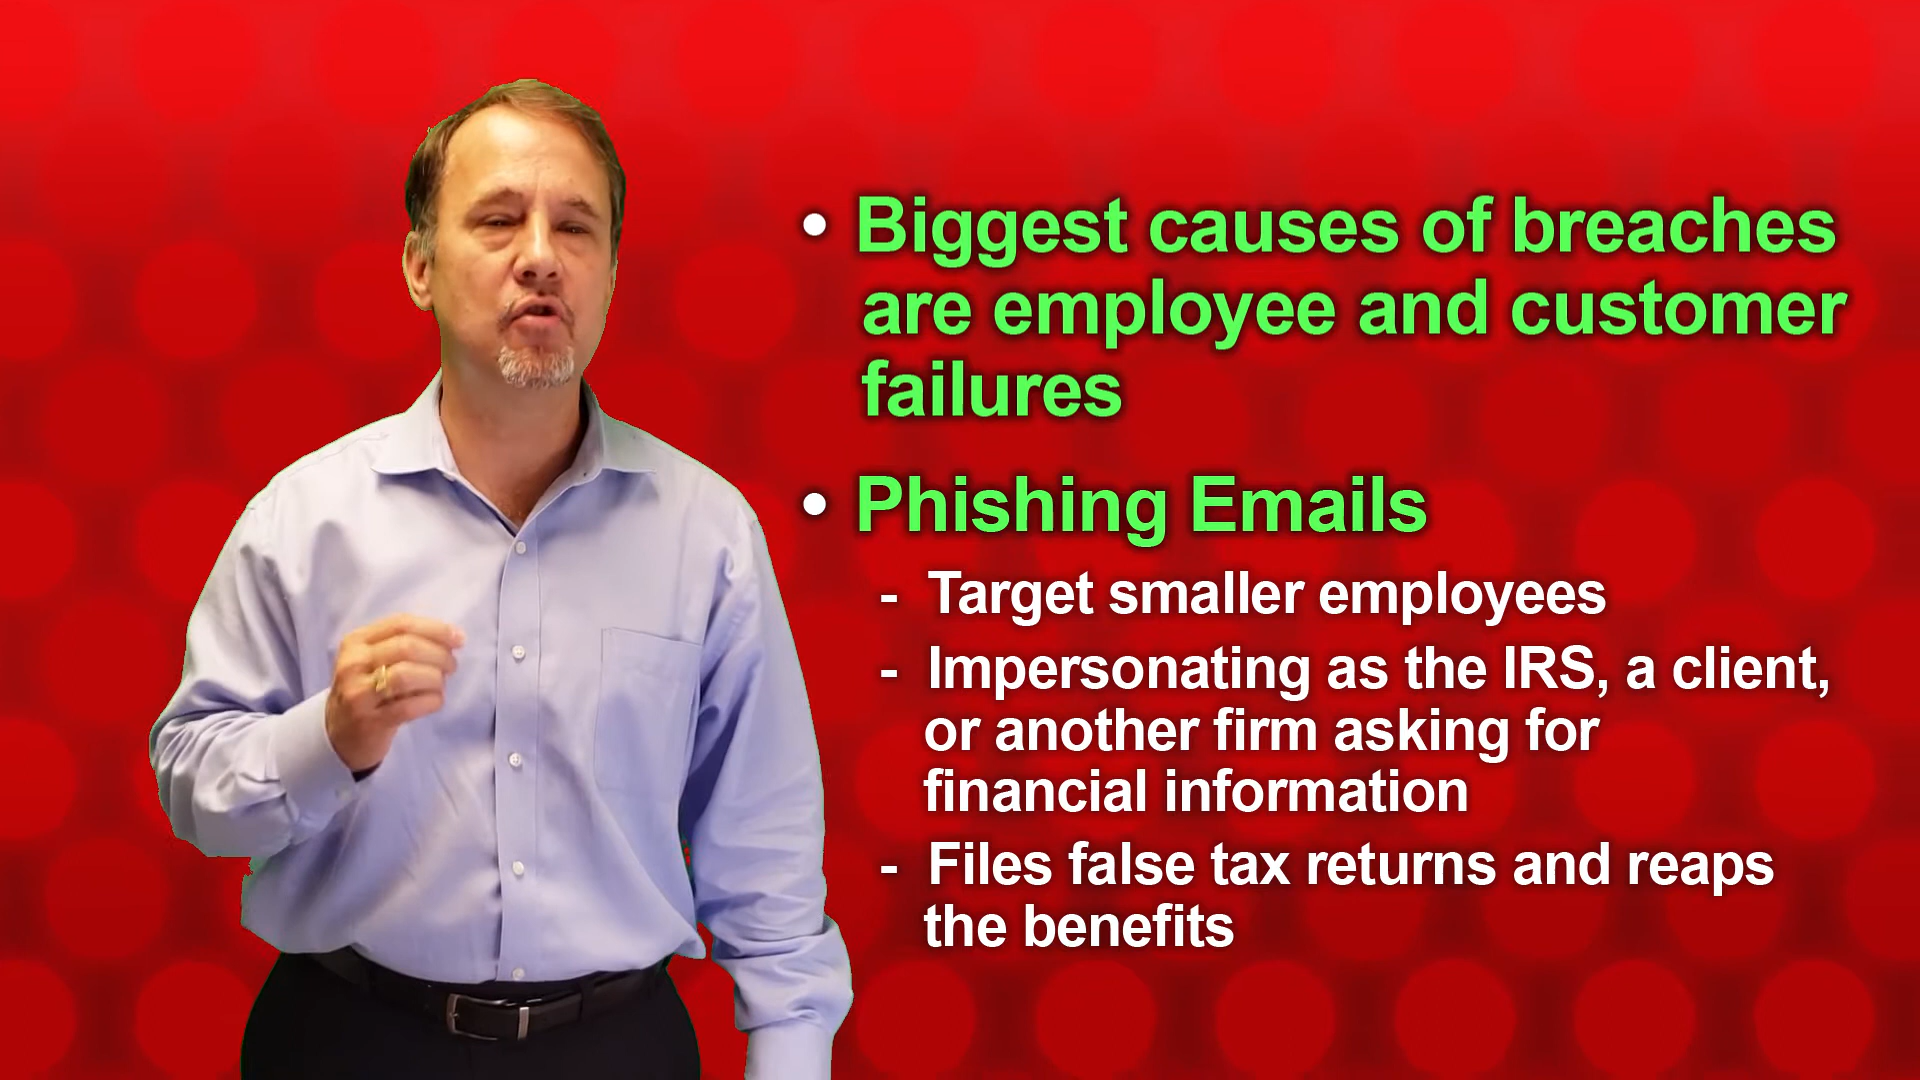 • Biggest causes of breaches
are employee and customer
failures
• Phishing Emails
- Target smaller employees
- Impersonating as the IRS, a client,
or another firm asking for
financial information
- Files false tax returns and reaps
the benefits